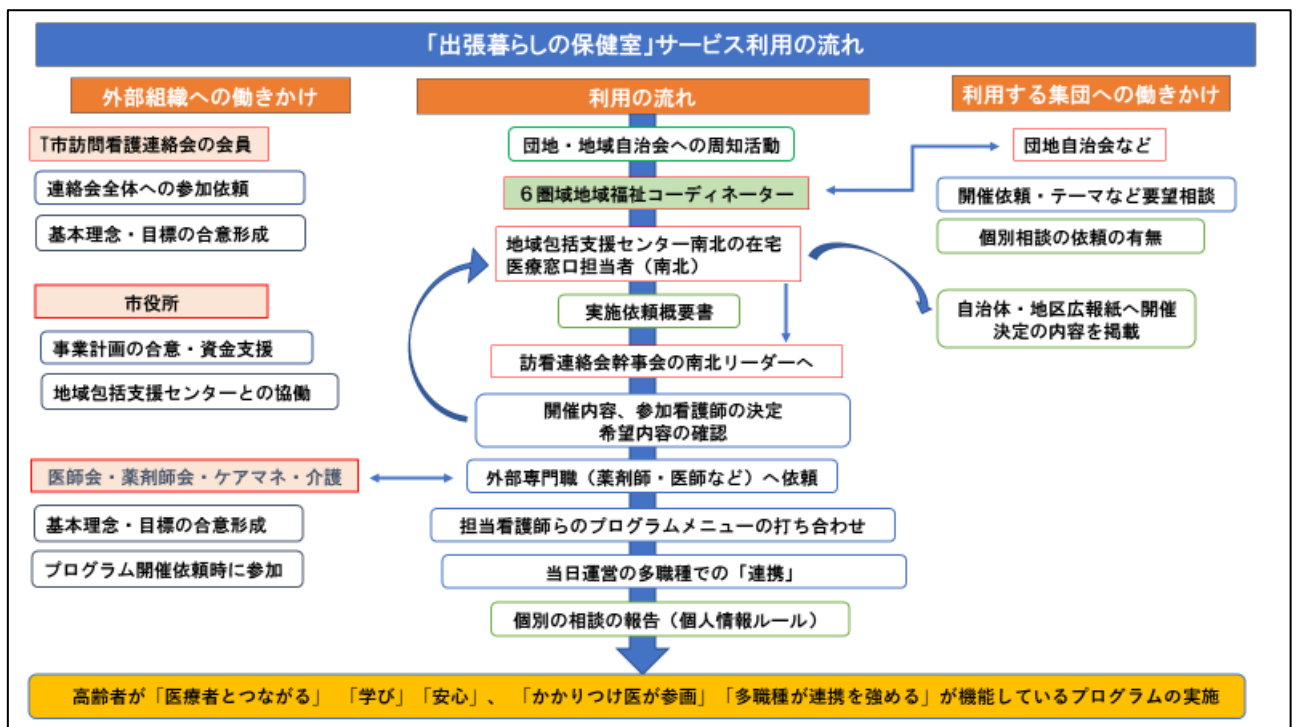 「出張暮らしの保健室」サービス利用の流れ
外部組織への働きかけ
T市訪問看護連絡会の会員
連絡会全体への参加依頼
基本理念・目標の合意形成
市役所
事業計画の合意・資金支援
地域包括支援センターとの協働
医師会・薬剤師会・ケアマネ・介護
基本理念・目標の合意形成
プログラム開催依頼時に参加
利用の流れ
団地・地域自治会への周知活動
6圏域地域福祉コーディネーター
地域包括支援センター南北の在宅
医療窓口担当者（南北）
実施依頼概要書
訪看連絡会幹事会の南北リーダーへ
開催内容、参加看護師の決定
希望内容の確認
外部専門職（薬剤師・医師など）へ依頼
担当看護師らのプログラムメニューの打ち合わせ
当日運営の多職種での「連携」
個別の相談の報告（個人情報ルール）
利用する集団への働きかけ
団地自治会など
開催依頼・テーマなど要望相談
個別相談の依頼の有無
自治体・地区広報紙へ開催
決定の内容を掲載
高齢者が「医療者とつながる」　「学び」「安心」、「かかりつけ医が参画」「多職種が連携を強める」が機能しているプログラムの実施